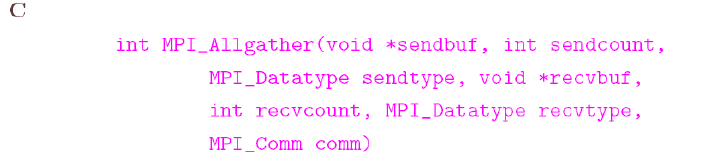 C
int MPI_Allgather(void *sendbuf, int sendcount,
MPI_Datatype sendtype, void *recvbuf,
int recvcount, MPI_Datatype recvtype,
MPI_Comm comm)